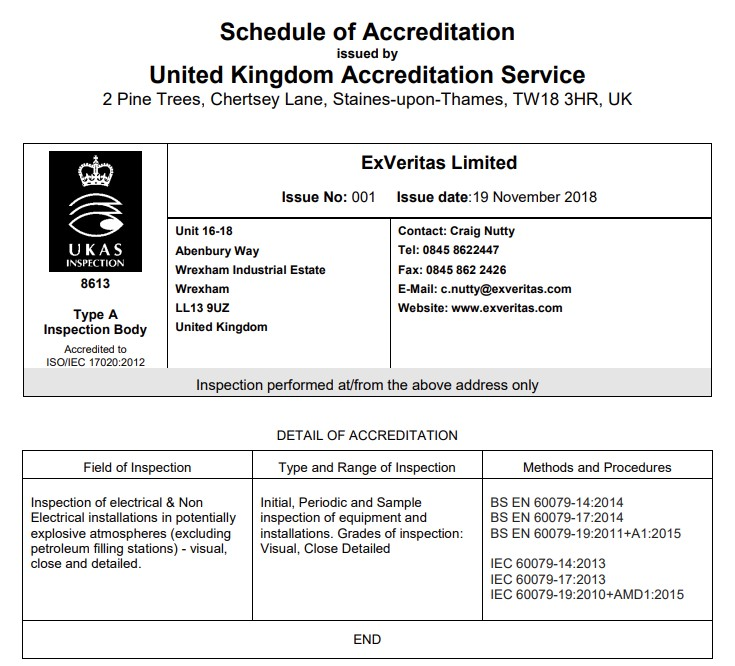 Schedule of Accreditation
issued by
United Kingdom Accreditation Service
2 Pine Trees, Chertsey Lane, Staines-upon-Thames, TW18 3HR, UK
UKAS
INSPECTION
8613
Type A
Inspection Body
Accredited to
ISO/IEC 17020:2012
ExVeritas Limited
Issue No: 001 Issue date:19 November 2018
Unit 16-18
Abenbury Way
Wrexham Industrial Estate
Wrexham
LL13 9UZ
United Kingdom
Contact: Craig Nutty
Tel: 0845 8622447
Fax: 0845 862 2426
E-Mail: c.nutty@exveritas.com
Website: www.exveritas.com
Inspection performed at/from the above address only
DETAIL OF ACCREDITATION
Field of Inspection
Type and Range of Inspection
Methods and Procedures
Inspection of electrical & Non
Electrical installations in potentially
explosive atmospheres (excluding
petroleum filling stations) - visual,
close and detailed.
Initial, Periodic and Sample
inspection of equipment and
installations. Grades of inspection:
Visual, Close Detailed
BS EN 60079-14:2014
BS EN 60079-17:2014
BS EN 60079-19:2011+A1:2015
IEC 60079-14:2013
IEC 60079-17:2013
IEC 60079-19:2010+AMD1:2015
END